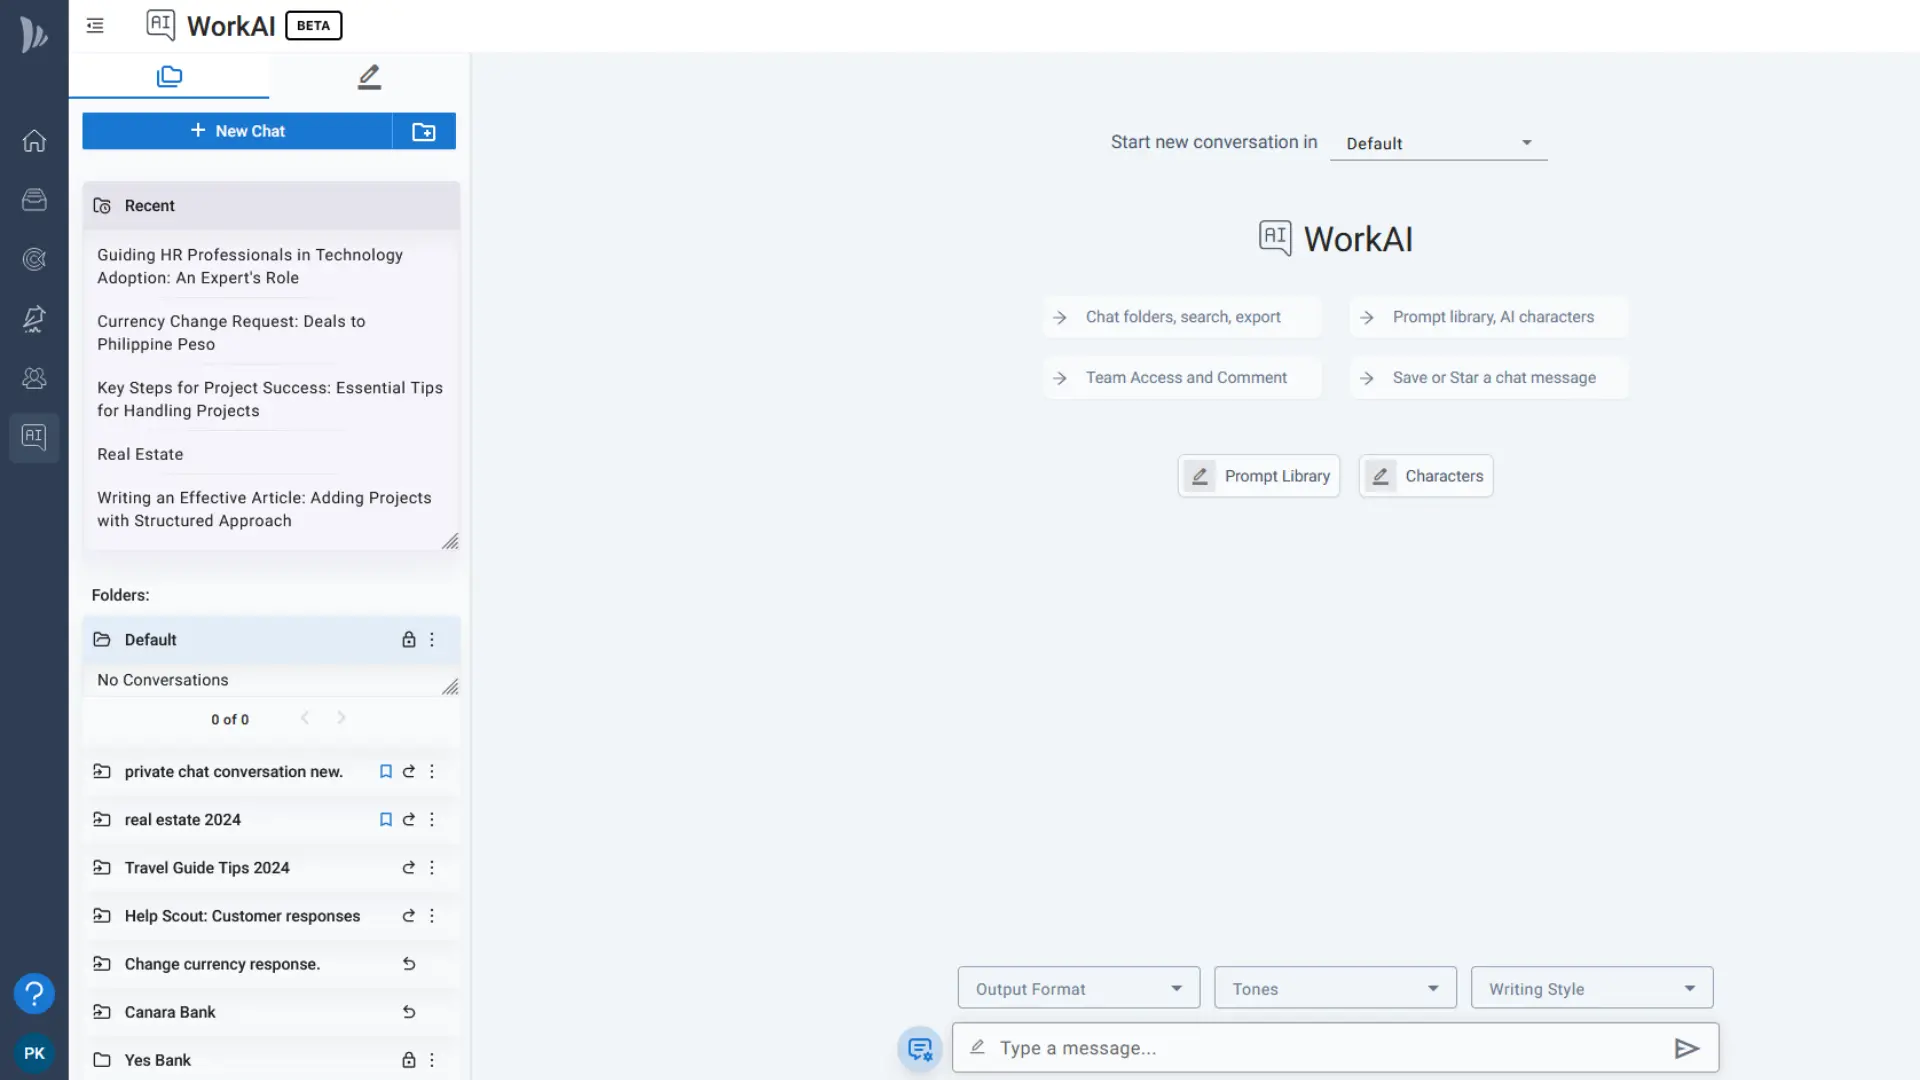 AI WorkAI BETA
+ New Chat
Recent
Guiding HR Professionals in Technology
Adoption: An Expert's Role
Currency Change Request: Deals to
Philippine Peso
Key Steps for Project Success: Essential Tips
for Handling Projects
Real Estate
Writing an Effective Article: Adding Projects
with Structured Approach
Folders:
Default
No Conversations
0 of 0
private chat conversation new.
real estate 2024
Travel Guide Tips 2024
Help Scout: Customer responses
Change currency response.
Canara Bank
Yes Bank
AI
?
PK
Start new conversation in Default
AI WorkAI
Chat folders, search, export
Prompt library, AI characters
Team Access and Comment
Save or Star a chat message
Prompt Library
Characters
Output Format
Tones
Writing Style
Type a message...